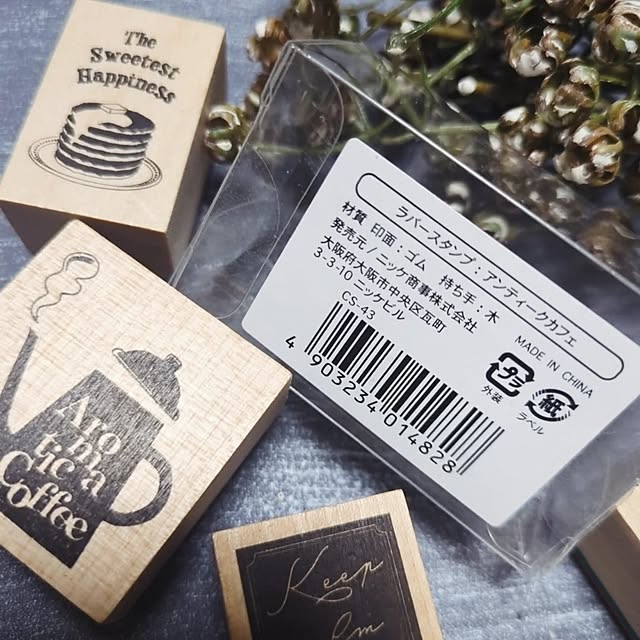 The
Sweetest
Happiness
Aro
ma
tic
Coffee
Keep
ラバースタンプ：アンティークカフェ
材質 印面：ゴム 持ち手：木
発売元/ニッケ商事株式会社
大阪府大阪市中央区瓦町
3-3-10 ニッケビル
CS-43
MADE IN CHINA
プラ
外装
紙
ラベル
4 903234 014828